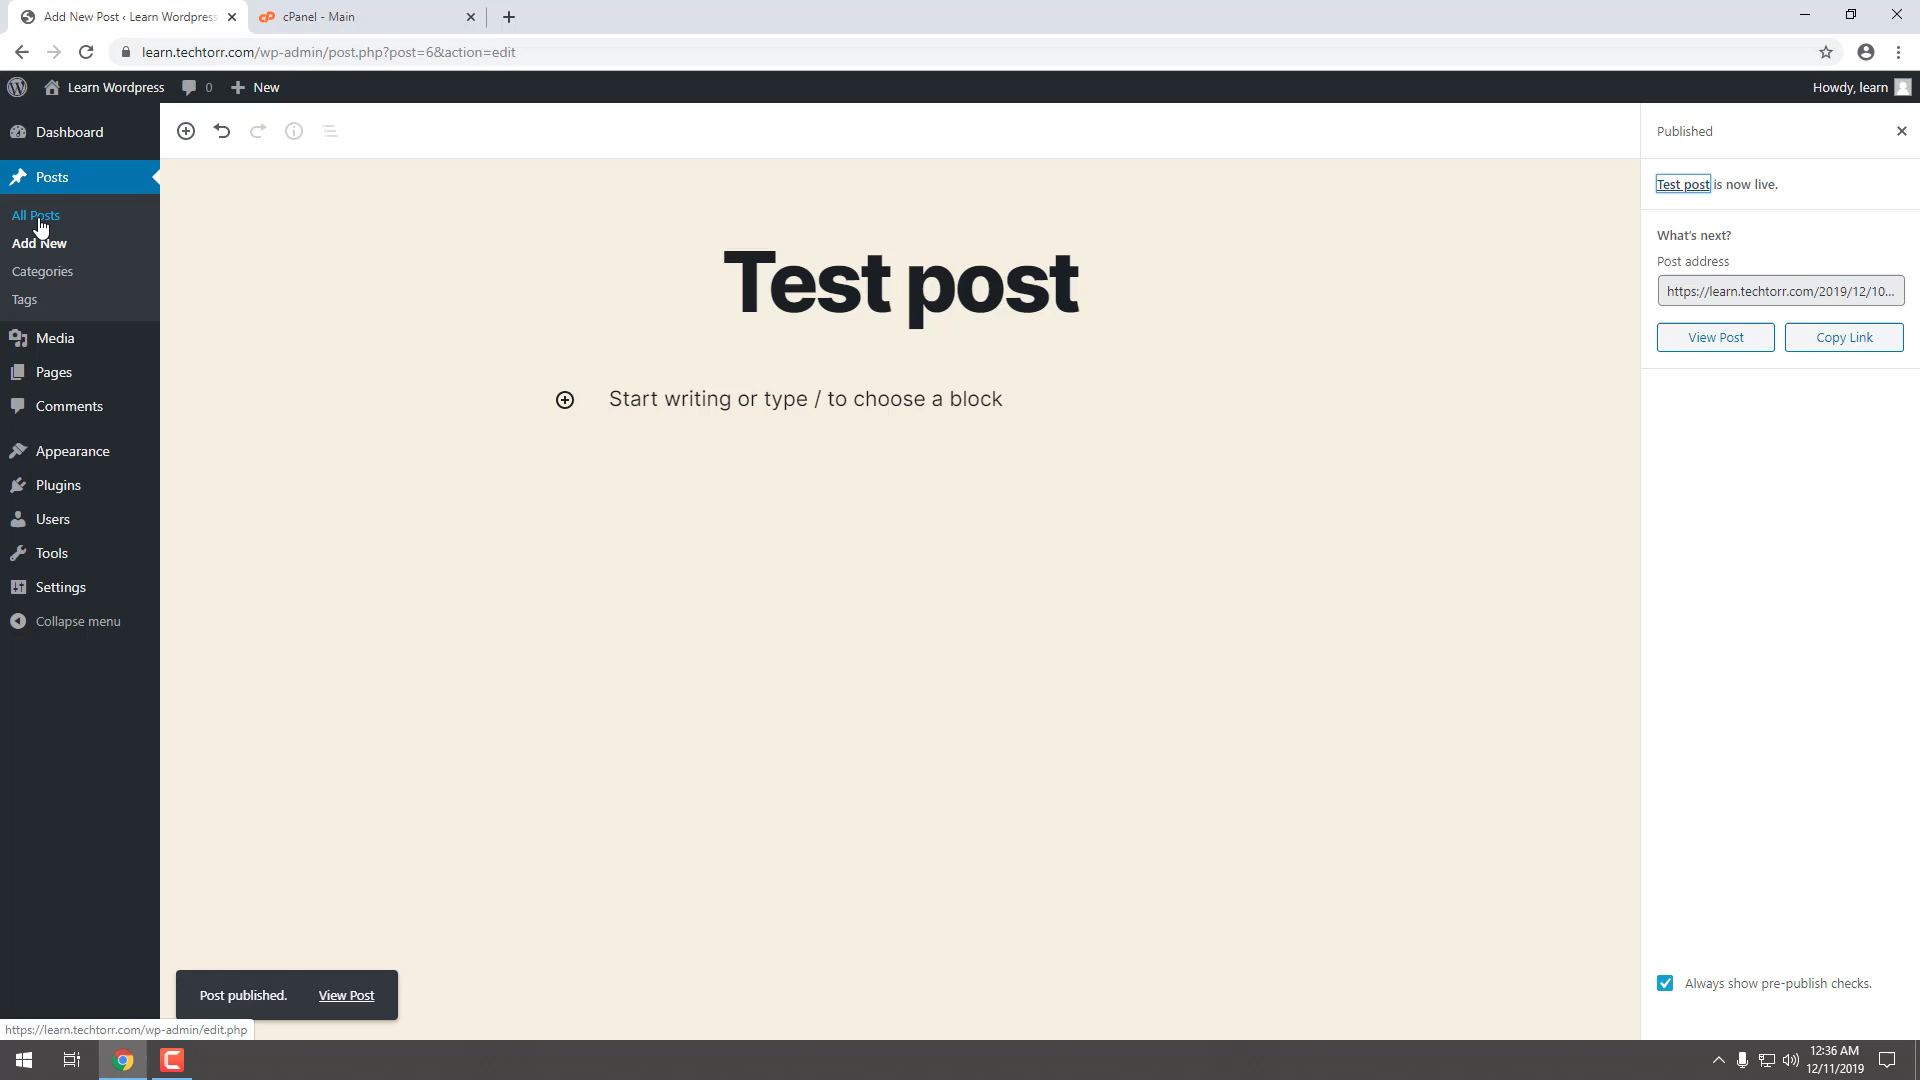 Add New Post ‹ Learn Wordpress
cPanel - Main
learn.techtorr.com/wp-admin/post.php?post=6&action=edit
Learn Wordpress
0
New
Howdy, learn
Dashboard
Posts
All Posts
Add New
Categories
Tags
Media
Pages
Comments
Appearance
Plugins
Users
Tools
Settings
Collapse menu
Test post
Start writing or type / to choose a block
Published
Test post is now live.
What's next?
Post address
https://learn.techtorr.com/2019/12/10...
View Post
Copy Link
Always show pre-publish checks.
Post published.
View Post
https://learn.techtorr.com/wp-admin/edit.php
12:36 AM
12/11/2019